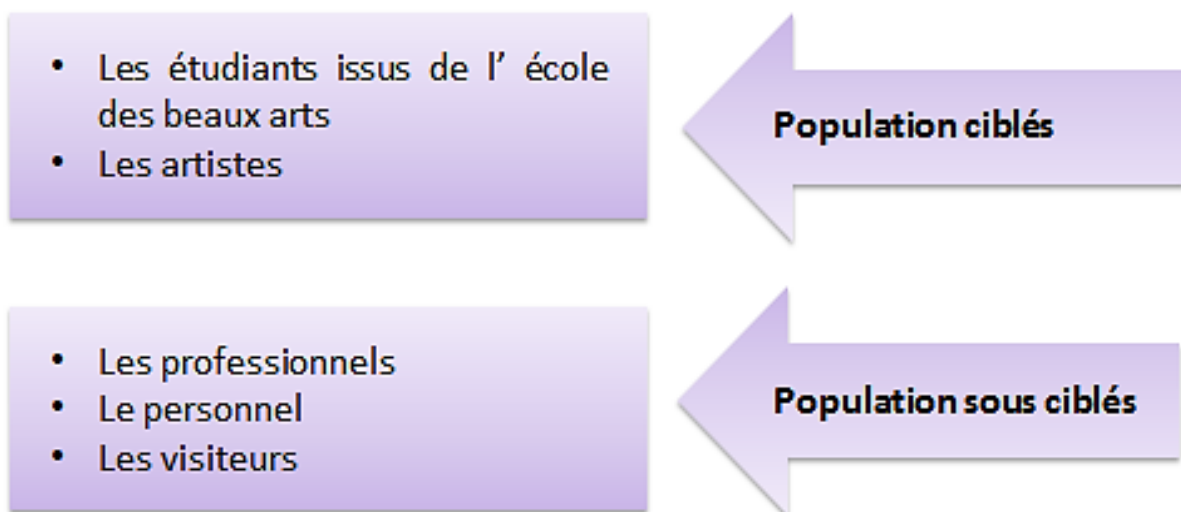 • Les étudiants issus de l’ école
des beaux arts
• Les artistes
Population ciblés
• Les professionnels
• Le personnel
• Les visiteurs
Population sous ciblés